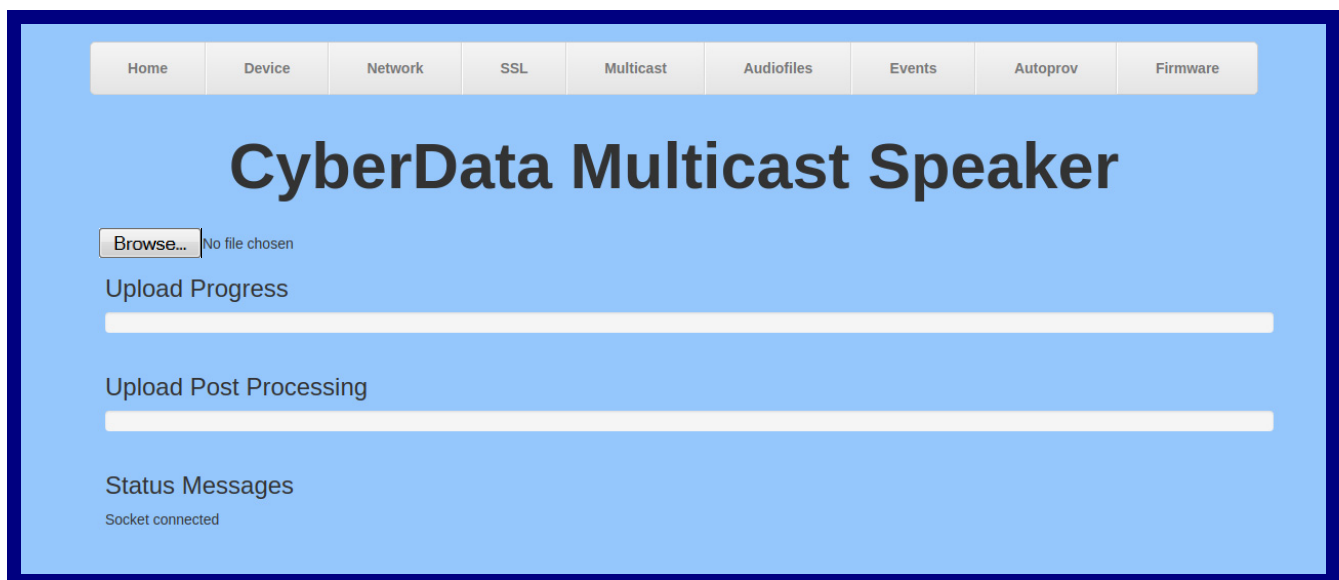 Home Device Network SSL Multicast Audiofiles Events Autoprov Firmware
CyberData Multicast Speaker
Browse... No file chosen
Upload Progress
Upload Post Processing
Status Messages
Socket connected